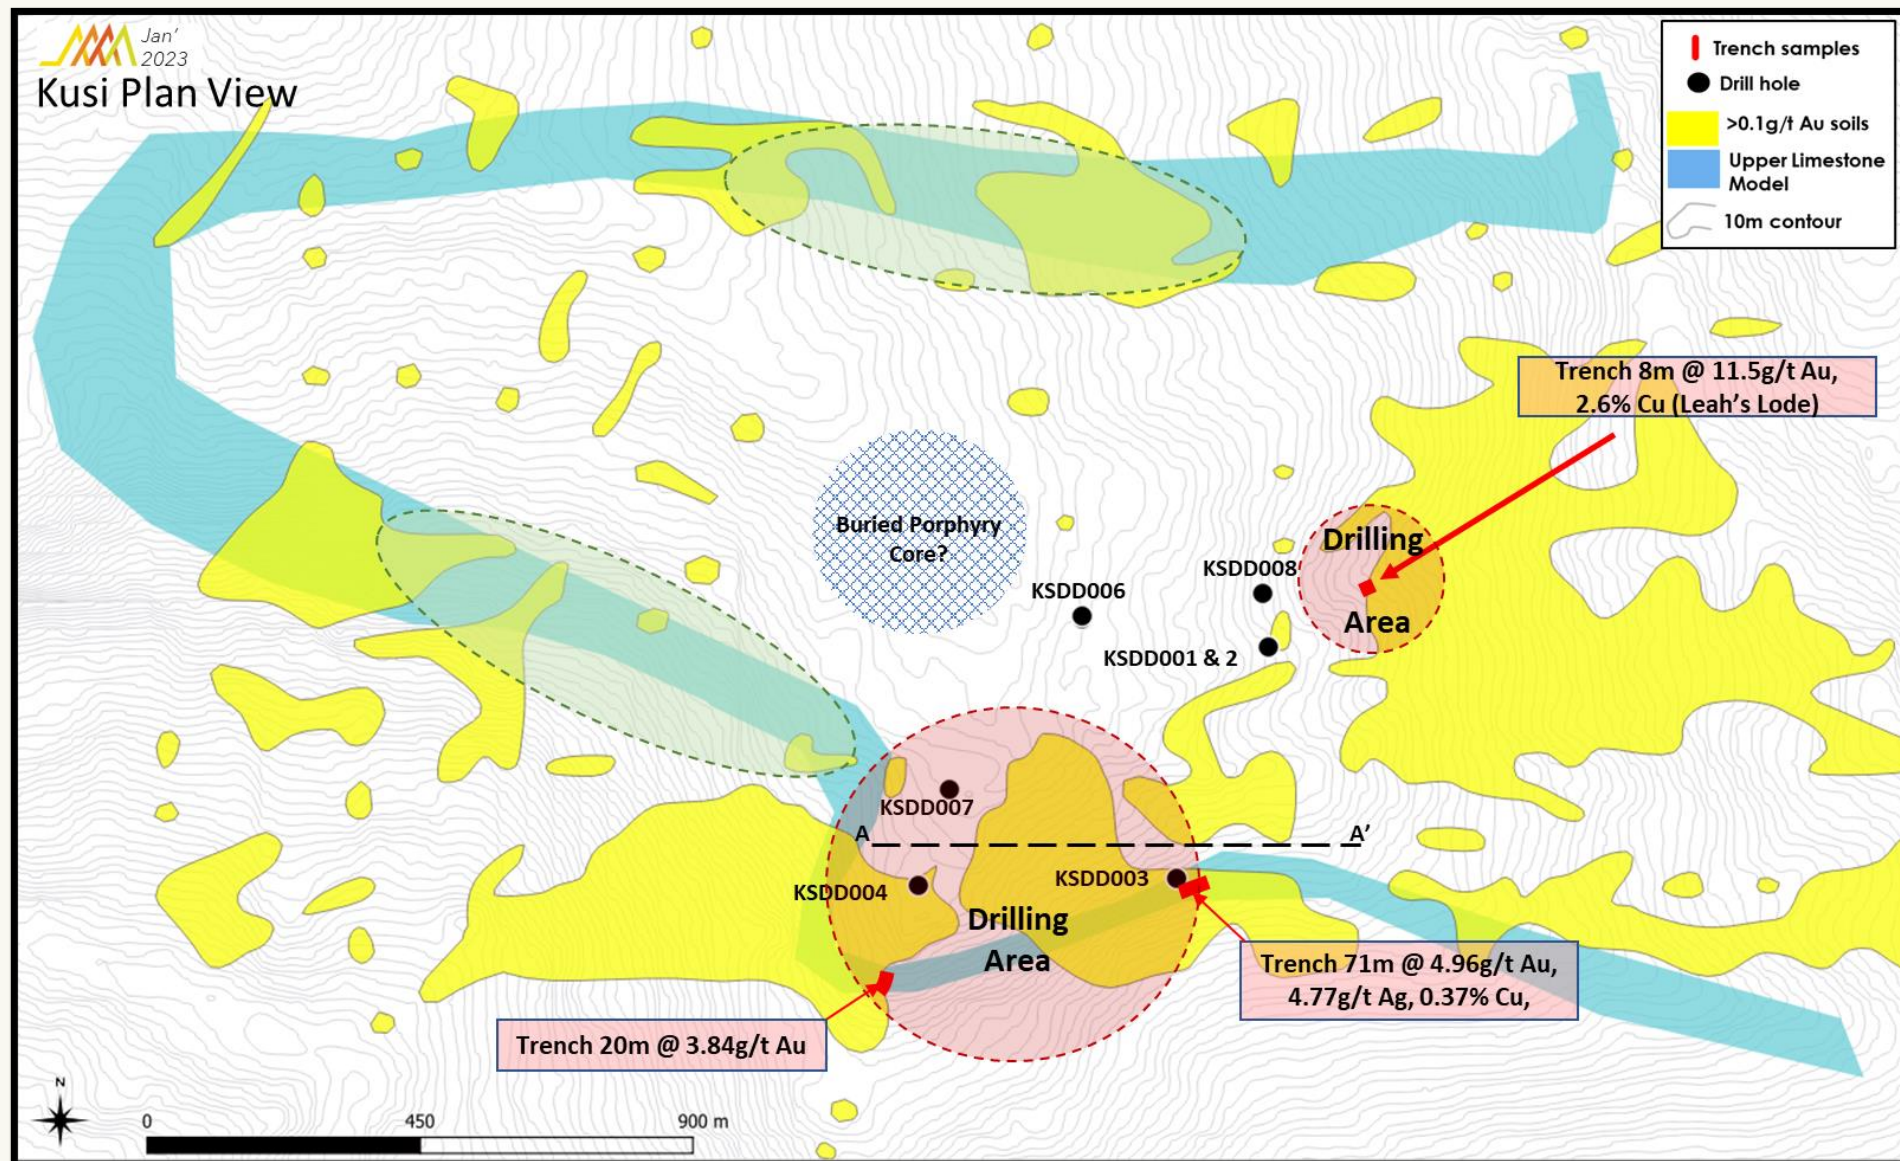 Jan'
2023
Kusi Plan View
Trench samples
Drill hole
>0.1g/t Au soils
Upper Limestone
Model
10m contour
Trench 8m @ 11.5g/t Au,
2.6% Cu (Leah's Lode)
Buried Porphyry
Core?
Drilling
Area
KSDD008
KSDD006
KSDD001 & 2
KSDD007
A
A'
KSDD004
KSDD003
Drilling
Area
Trench 71m @ 4.96g/t Au,
4.77g/t Ag, 0.37% Cu,
Trench 20m @ 3.84g/t Au
N
0
450
900 m